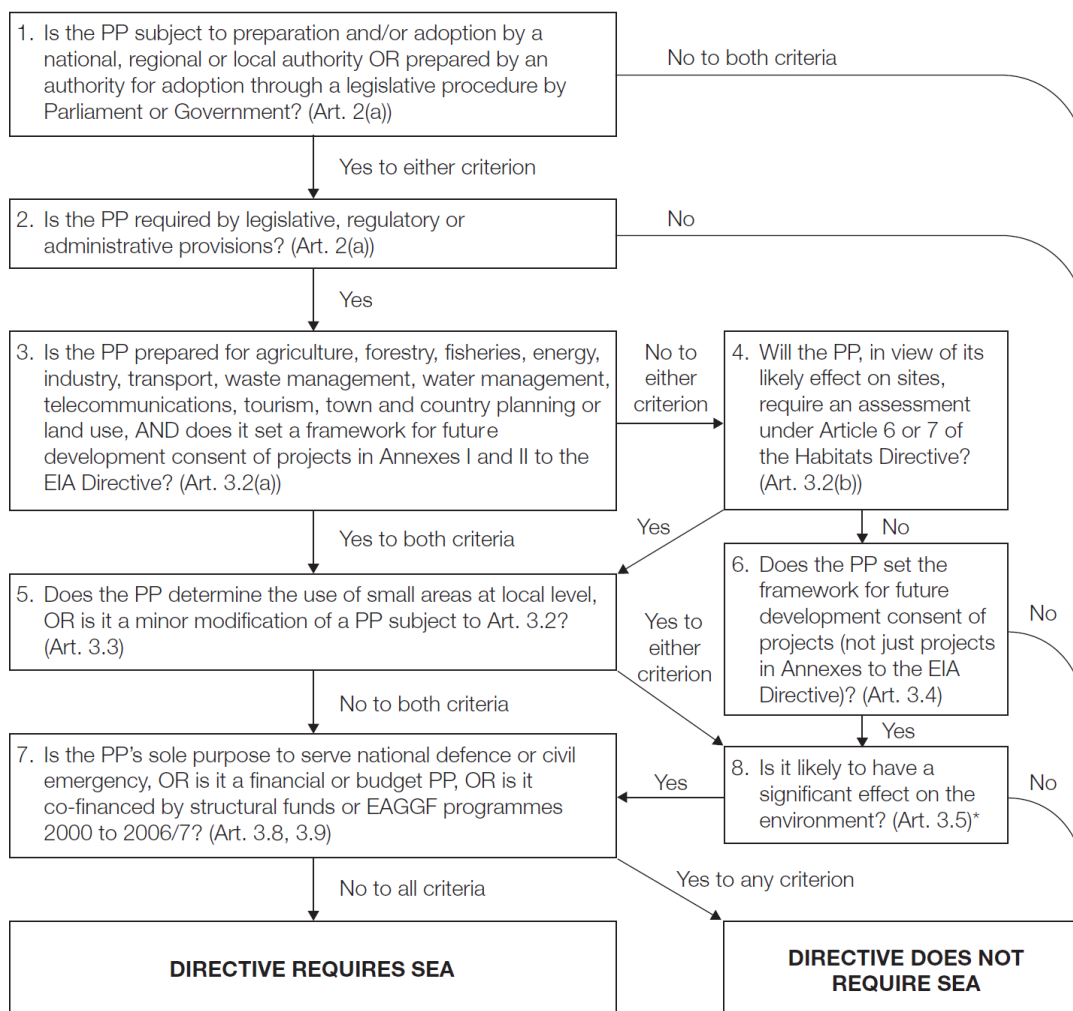 1. Is the PP subject to preparation and/or adoption by a
national, regional or local authority OR prepared by an
authority for adoption through a legislative procedure by
Parliament or Government? (Art. 2(a))
No to both criteria
Yes to either criterion
2. Is the PP required by legislative, regulatory or
administrative provisions? (Art. 2(a))
No
Yes
3. Is the PP prepared for agriculture, forestry, fisheries, energy,
industry, transport, waste management, water management,
telecommunications, tourism, town and country planning or
land use, AND does it set a framework for future
development consent of projects in Annexes I and II to the
EIA Directive? (Art. 3.2(a))
No to
either
criterion
4. Will the PP, in view of its
likely effect on sites,
require an assessment
under Article 6 or 7 of
the Habitats Directive?
(Art. 3.2(b))
Yes to both criteria
Yes
No
5. Does the PP determine the use of small areas at local level,
OR is it a minor modification of a PP subject to Art. 3.2?
(Art. 3.3)
Yes to
either
criterion
6. Does the PP set the
framework for future
development consent of
projects (not just projects
in Annexes to the EIA
Directive)? (Art. 3.4)
No
No to both criteria
Yes
7. Is the PP's sole purpose to serve national defence or civil
emergency, OR is it a financial or budget PP, OR is it
co-financed by structural funds or EAGGF programmes
2000 to 2006/7? (Art. 3.8, 3.9)
Yes
8. Is it likely to have a
significant effect on the
environment? (Art. 3.5)*
No
No to all criteria
Yes to any criterion
DIRECTIVE REQUIRES SEA
DIRECTIVE DOES NOT
REQUIRE SEA